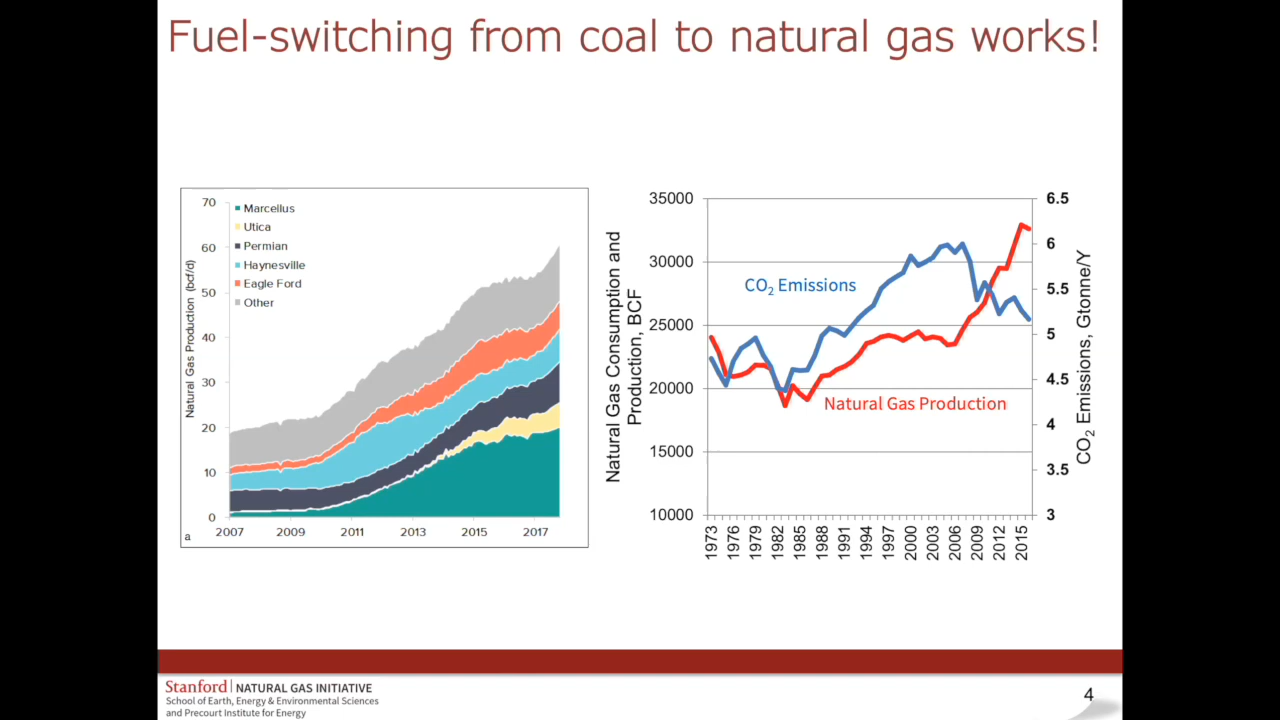 Fuel-switching from coal to natural gas works!
Natural Gas Production (bcf/d)
70
60
50
40
30
20
10
0
Marcellus
Utica
Permian
Haynesville
Eagle Ford
Other
a
2007 2009 2011 2013 2015 2017
Natural Gas Consumption and
Production, BCF
35000
30000
25000
20000
15000
10000
CO₂ Emissions
Natural Gas Production
6.5
6
5.5
5
4.5
4
3.5
3
CO₂ Emissions, Gtonne/Y
1973 1976 1979 1982 1985 1988 1991 1994 1997 2000 2003 2006 2009 2012 2015
Stanford | NATURAL GAS INITIATIVE
School of Earth, Energy & Environmental Sciences
and Precourt Institute for Energy
4